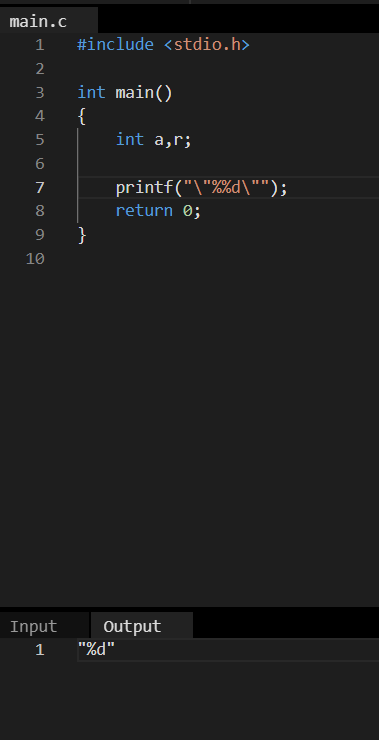 main.c
1 #include <stdio.h>
2
3 int main()
4 {
5     int a,r;
6
7     printf("\"%%d\"");
8     return 0;
9 }
10
Input Output
1 "%d"